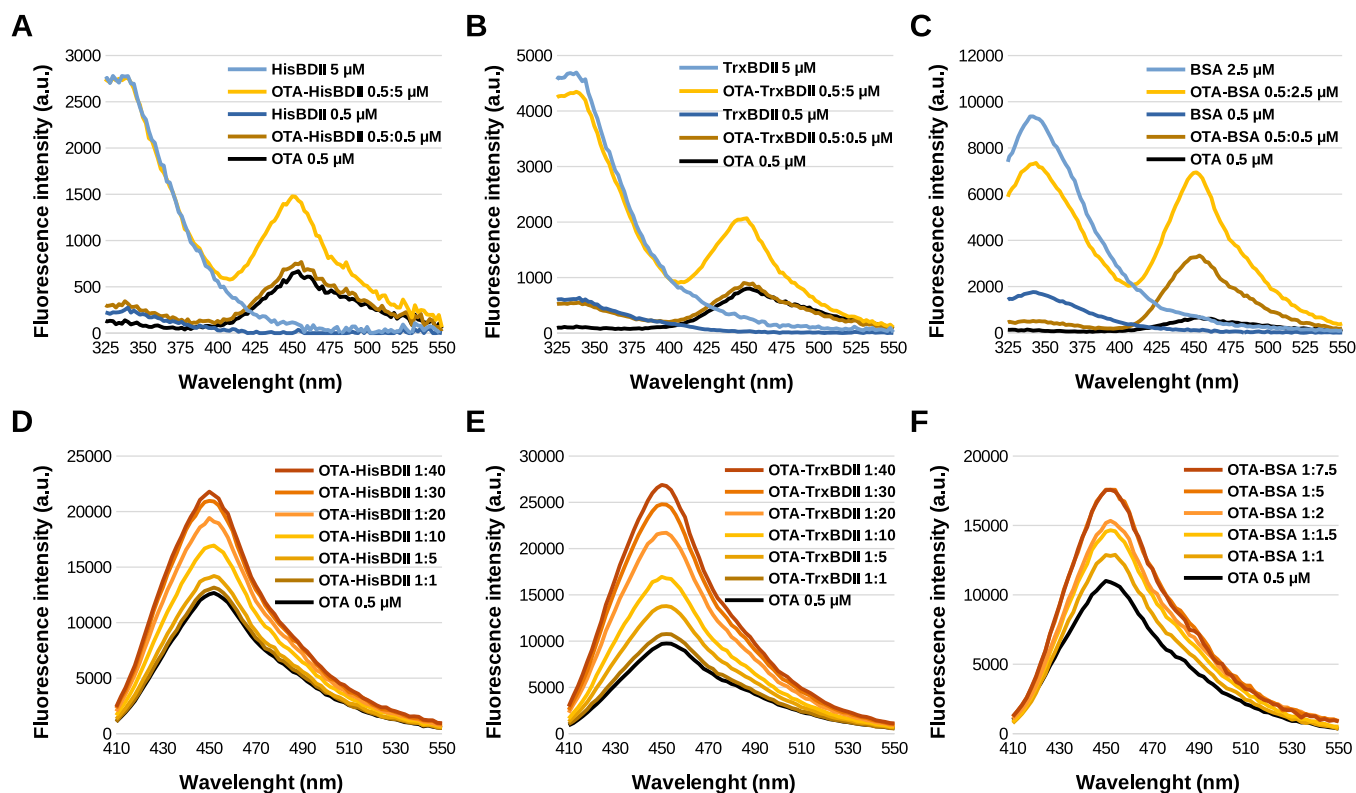 A
Fluorescence intensity (a.u.)
3000
2500
2000
1500
1000
500
0
HisBDII 5 µM
OTA-HisBDII 0.5:5 µM
HisBDII 0.5 µM
OTA-HisBDII 0.5:0.5 µM
OTA 0.5 µM
325 350 375 400 425 450 475 500 525 550
Wavelenght (nm)
B
Fluorescence intensity (a.u.)
5000
4000
3000
2000
1000
0
TrxBDII 5 µM
OTA-TrxBDII 0.5:5 µM
TrxBDII 0.5 µM
OTA-TrxBDII 0.5:0.5 µM
OTA 0.5 µM
325 350 375 400 425 450 475 500 525 550
Wavelenght (nm)
C
Fluorescence intensity (a.u.)
12000
10000
8000
6000
4000
2000
0
BSA 2.5 µM
OTA-BSA 0.5:2.5 µM
BSA 0.5 µM
OTA-BSA 0.5:0.5 µM
OTA 0.5 µM
325 350 375 400 425 450 475 500 525 550
Wavelenght (nm)
D
Fluorescence intensity (a.u.)
25000
20000
15000
10000
5000
0
OTA-HisBDII 1:40
OTA-HisBDII 1:30
OTA-HisBDII 1:20
OTA-HisBDII 1:10
OTA-HisBDII 1:5
OTA-HisBDII 1:1
OTA 0.5 µM
410 430 450 470 490 510 530 550
Wavelenght (nm)
E
Fluorescence intensity (a.u.)
30000
25000
20000
15000
10000
5000
0
OTA-TrxBDII 1:40
OTA-TrxBDII 1:30
OTA-TrxBDII 1:20
OTA-TrxBDII 1:10
OTA-TrxBDII 1:5
OTA-TrxBDII 1:1
OTA 0.5 µM
410 430 450 470 490 510 530 550
Wavelenght (nm)
F
Fluorescence intensity (a.u.)
20000
15000
10000
5000
0
OTA-BSA 1:7.5
OTA-BSA 1:5
OTA-BSA 1:2
OTA-BSA 1:1.5
OTA-BSA 1:1
OTA 0.5 µM
410 430 450 470 490 510 530 550
Wavelenght (nm)